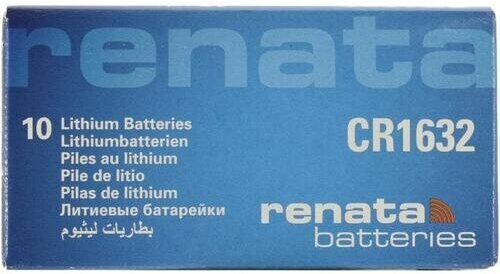 renata
10 Lithium Batteries
Lithiumbatterien
Piles au lithium
Pile de litio
Pilas de lithium
Литиевые батарейки
بطاريات ليثيوم
CR1632
renata
batteries